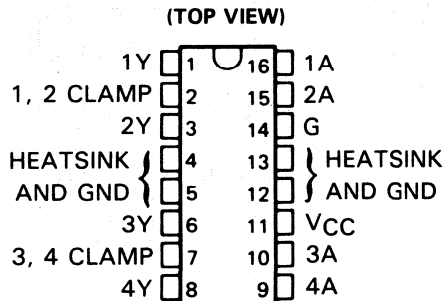 (TOP VIEW)
1Y 1 16 1A
1, 2 CLAMP 2 15 2A
2Y 3 14 G
HEATSINK 4 13 HEATSINK
AND GND 5 12 AND GND
3Y 6 11 VCC
3, 4 CLAMP 7 10 3A
4Y 8 9 4A